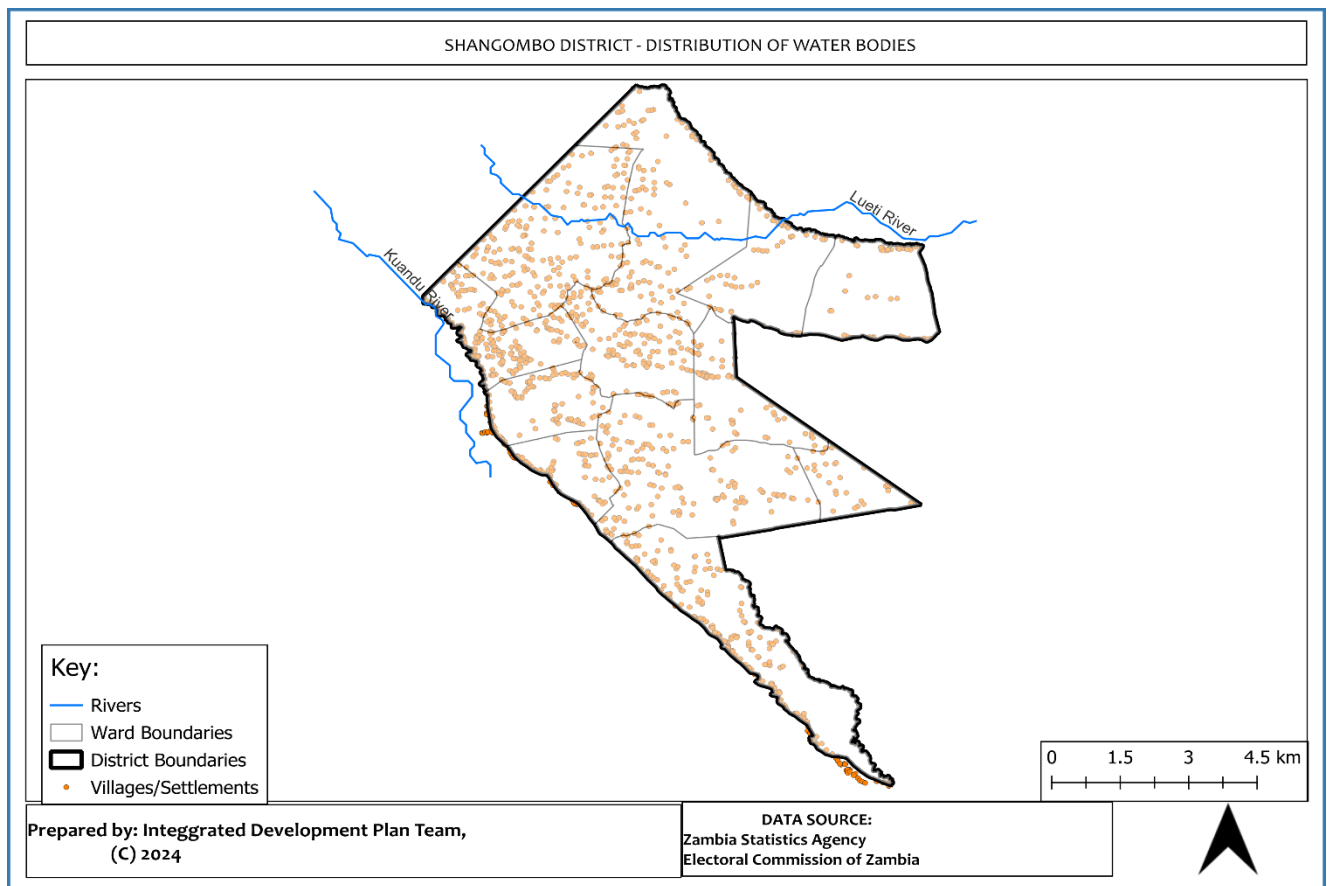 SHANGOMBO DISTRICT - DISTRIBUTION OF WATER BODIES
Lueti River
Kuandu River
Key:
Rivers
Ward Boundaries
District Boundaries
Villages/Settlements
0 1.5 3 4.5 km
Prepared by: Integgrated Development Plan Team,
(C) 2024
DATA SOURCE:
Zambia Statistics Agency
Electoral Commission of Zambia